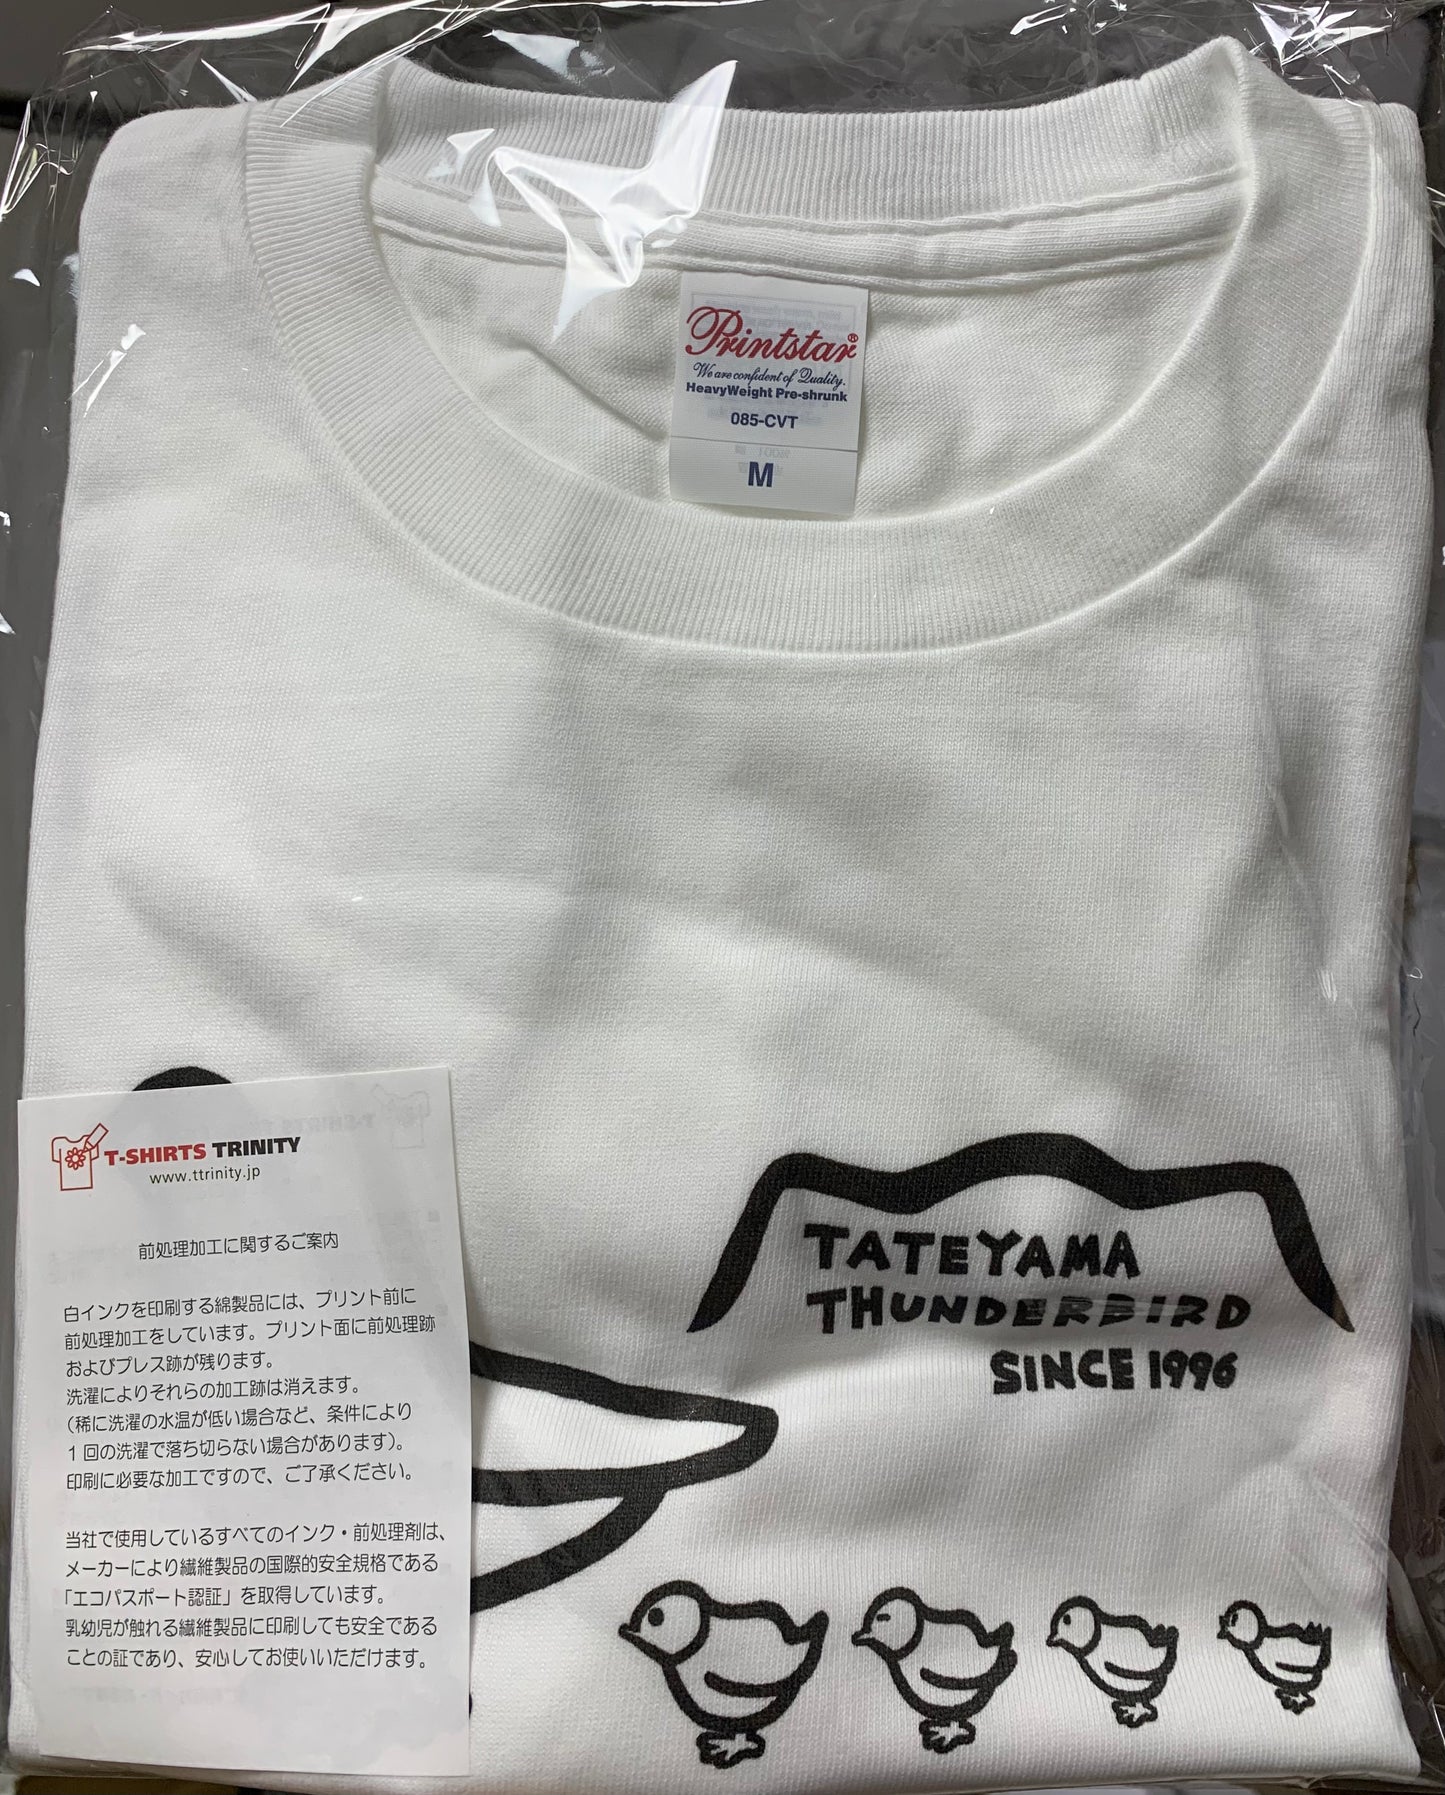 Printstar®
We are confident of Quality.
HeavyWeight Pre-shrunk
085-CVT
M
T-SHIRTS TRINITY
www.ttrinity.jp
前処理加工に関するご案内
白インクを印刷する綿製品には、プリント前に
前処理加工をしています。プリント面に前処理跡
およびプレス跡が残ります。
洗濯によりそれらの加工跡は消えます。
（稀に洗濯の水温が低い場合など、条件により
1回の洗濯で落ち切らない場合があります）。
印刷に必要な加工ですので、ご了承ください。
当社で使用しているすべてのインク・前処理剤は、
メーカーにより繊維製品の国際的安全規格である
「エコパスポート認証」を取得しています。
乳幼児が触れる繊維製品に印刷しても安全である
ことの証であり、安心してお使いいただけます。
TATEYAMA
THUNDERBIRD
SINCE 1996